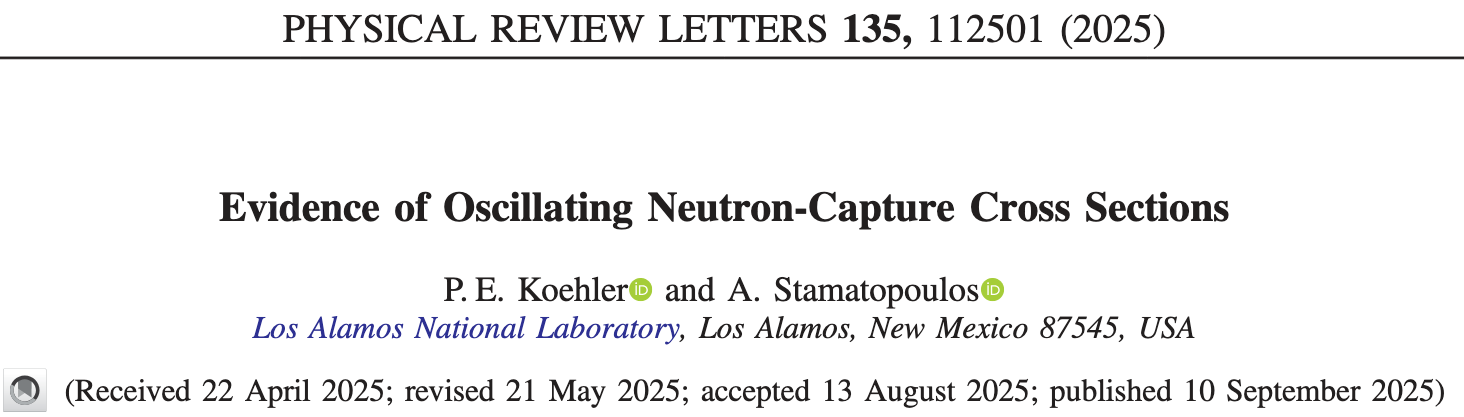 PHYSICAL REVIEW LETTERS 135, 112501 (2025)
Evidence of Oscillating Neutron-Capture Cross Sections
P. E. Koehler iD and A. Stamatopoulos iD
Los Alamos National Laboratory, Los Alamos, New Mexico 87545, USA
(Received 22 April 2025; revised 21 May 2025; accepted 13 August 2025; published 10 September 2025)